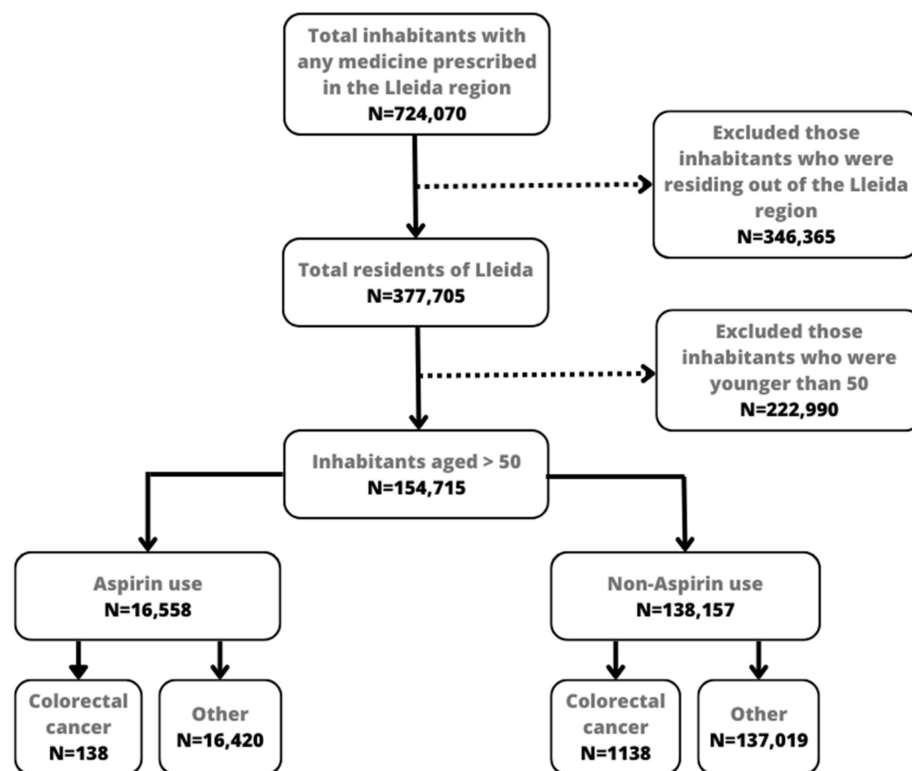 Total inhabitants with
any medicine prescribed
in the Lleida region
N=724,070
Excluded those
inhabitants who were
residing out of the Lleida
region
N=346,365
Total residents of Lleida
N=377,705
Excluded those
inhabitants who were
younger than 50
N=222,990
Inhabitants aged > 50
N=154,715
Aspirin use
N=16,558
Non-Aspirin use
N=138,157
Colorectal
cancer
N=138
Other
N=16,420
Colorectal
cancer
N=1138
Other
N=137,019